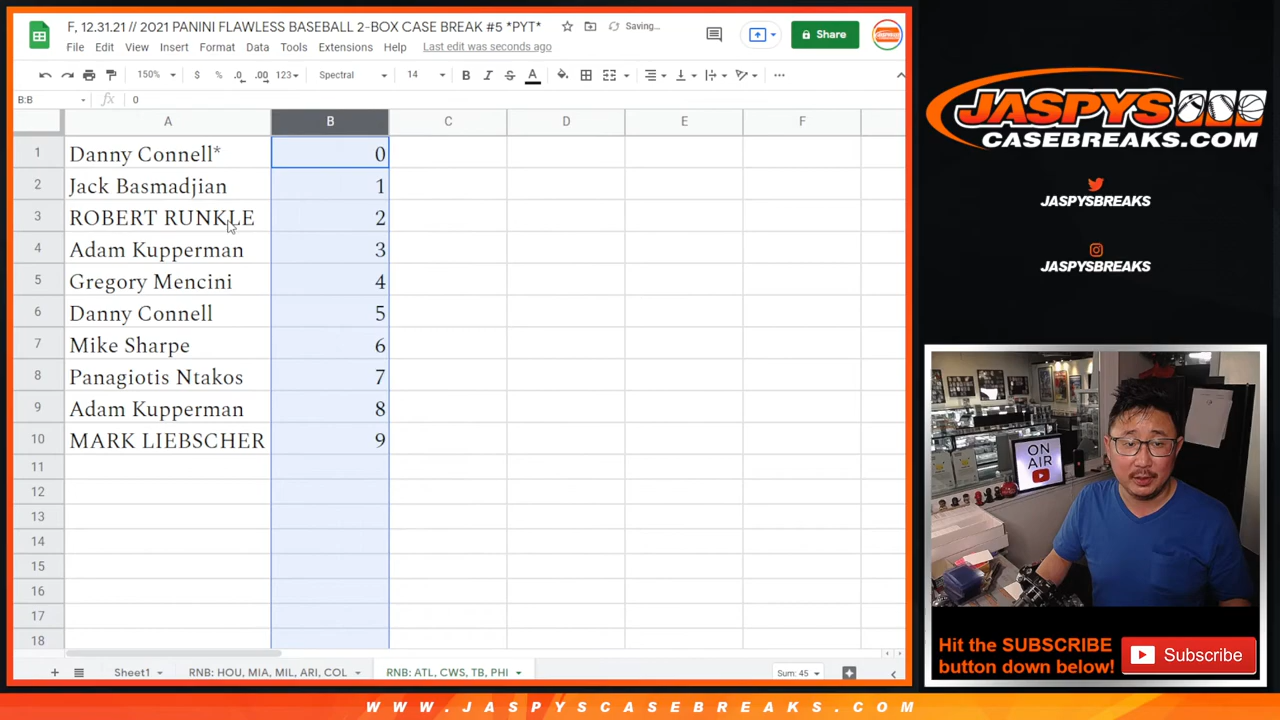 F, 12.31.21 // 2021 PANINI FLAWLESS BASEBALL 2-BOX CASE BREAK #5 *PYT*
Saving...
File Edit View Insert Format Data Tools Extensions Help Last edit was seconds ago
Share
150% $ % .0 .00 123 Spectral 14 B I S A
B:B fx 0
A B C D E F
1 Danny Connell* 0
2 Jack Basmadjian 1
3 ROBERT RUNKLE 2
4 Adam Kupperman 3
5 Gregory Mencini 4
6 Danny Connell 5
7 Mike Sharpe 6
8 Panagiotis Ntakos 7
9 Adam Kupperman 8
10 MARK LIEBSCHER 9
11
12
13
14
15
16
17
18
Sheet1 RNB: HOU, MIA, MIL, ARI, COL RNB: ATL, CWS, TB, PHI Sum: 45
JASPYS
CASEBREAKS.COM
JASPYSBREAKS
JASPYSBREAKS
ON
AIR
Hit the SUBSCRIBE
button down below!
Subscribe
WWW.JASPYSCASEBREAKS.COM